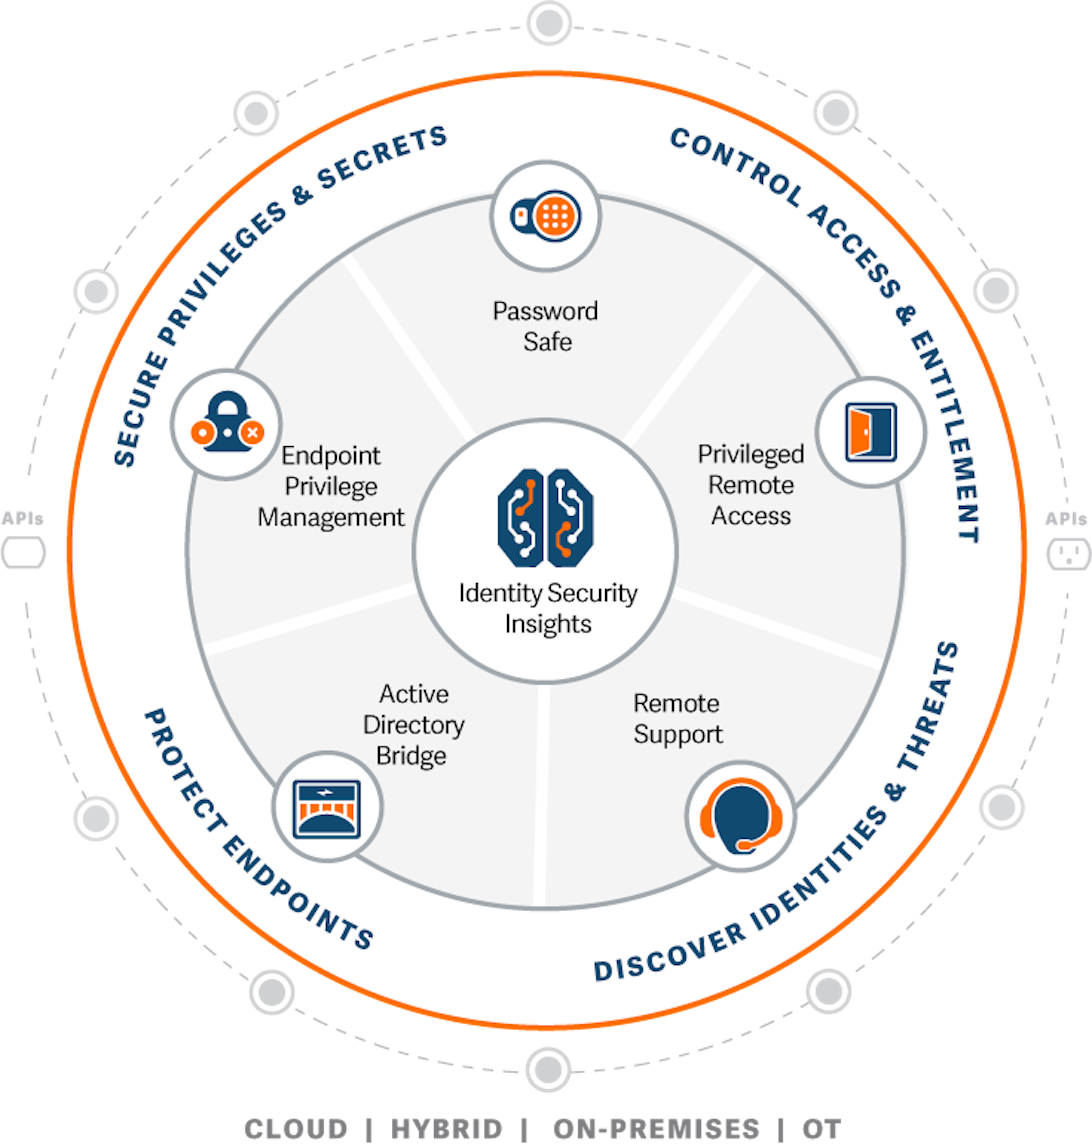 SECURE PRIVILEGES & SECRETS
CONTROL ACCESS & ENTITLEMENT
Password
Safe
Endpoint
Privilege
Management
Privileged
Remote
Access
APIs
APIs
Identity Security
Insights
Active
Directory
Bridge
Remote
Support
PROTECT ENDPOINTS
DISCOVER IDENTITIES & THREATS
CLOUD | HYBRID | ON-PREMISES | OT